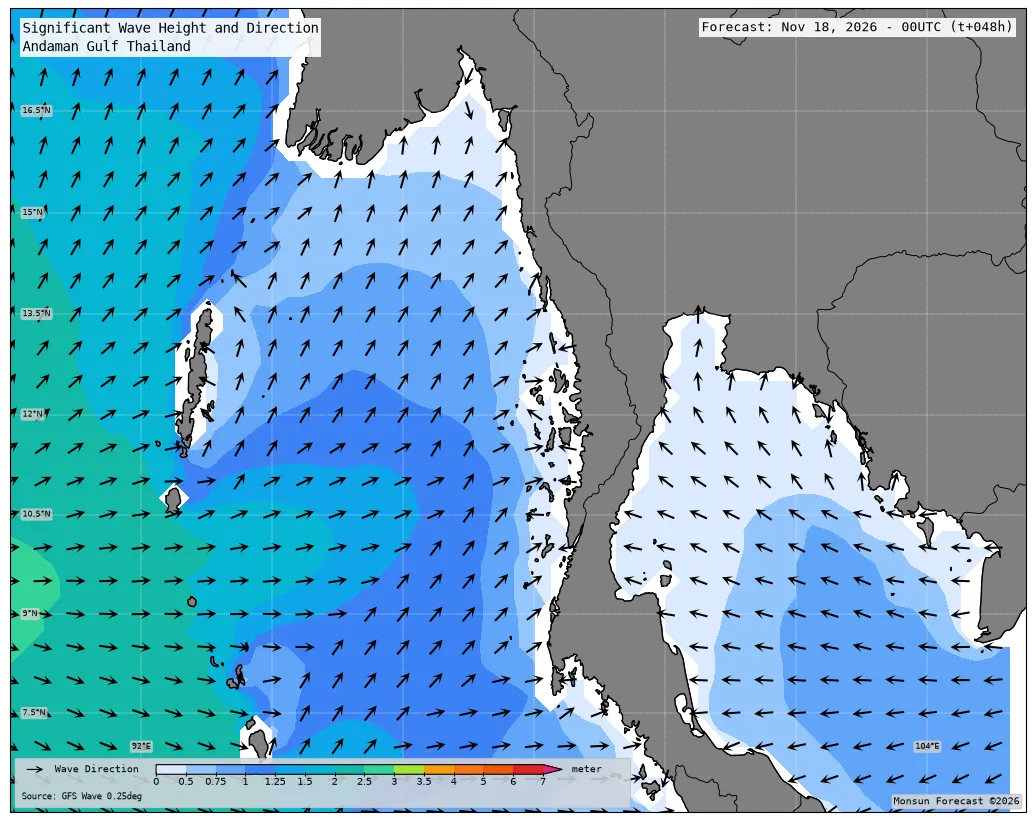 Significant Wave Height and Direction
Andaman Gulf Thailand
Forecast: Nov 18, 2026 - 00UTC (t+048h)
16.5°N
15°N
13.5°N
12°N
10.5°N
9°N
7.5°N
92°E
104°E
Wave Direction
0.5 0.75 1 1.25 1.5 2 2.5 3 3.5 4 5 6 7
meter
Source: GFS Wave 0.25deg
Monsun Forecast ©2026